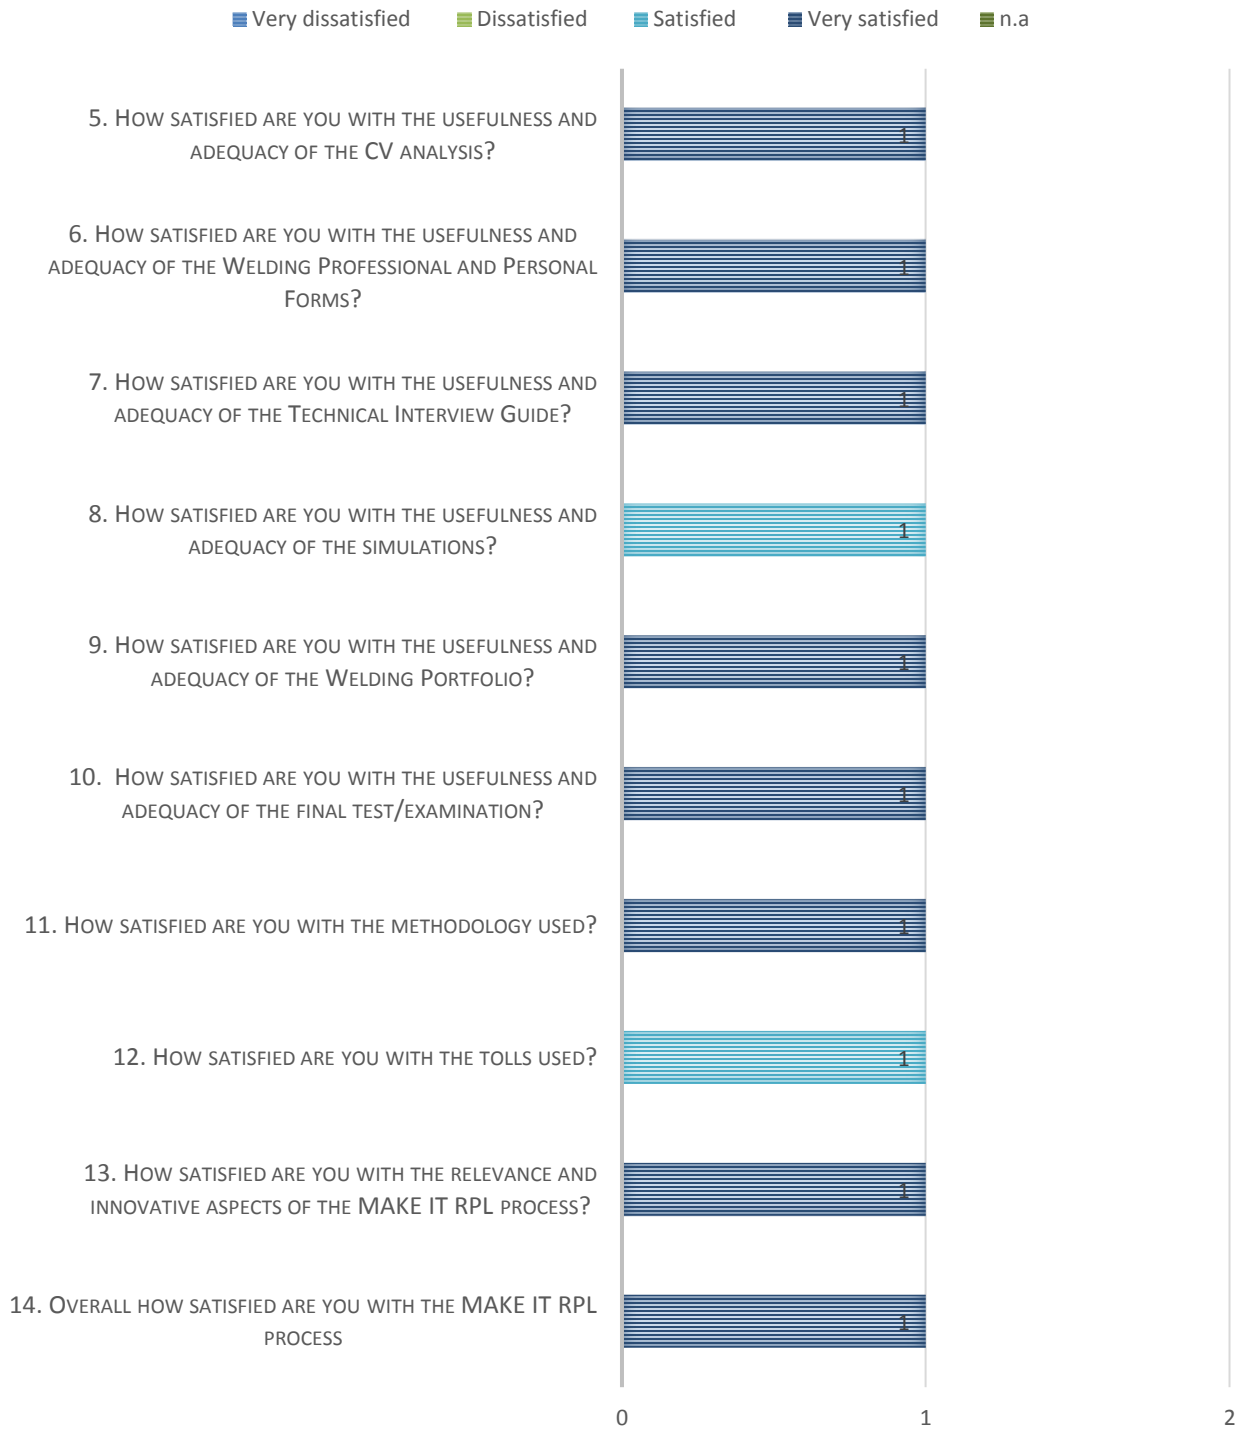 Very dissatisfied Dissatisfied Satisfied Very satisfied n.a
5. How satisfied are you with the usefulness and
adequacy of the CV analysis?
1
6. How satisfied are you with the usefulness and
adequacy of the Welding Professional and Personal
Forms?
1
7. How satisfied are you with the usefulness and
adequacy of the Technical Interview Guide?
1
8. How satisfied are you with the usefulness and
adequacy of the simulations?
1
9. How satisfied are you with the usefulness and
adequacy of the Welding Portfolio?
1
10. How satisfied are you with the usefulness and
adequacy of the final test/examination?
1
11. How satisfied are you with the methodology used?
1
12. How satisfied are you with the tolls used?
1
13. How satisfied are you with the relevance and
innovative aspects of the MAKE IT RPL process?
1
14. Overall how satisfied are you with the MAKE IT RPL
process
1
0 1 2